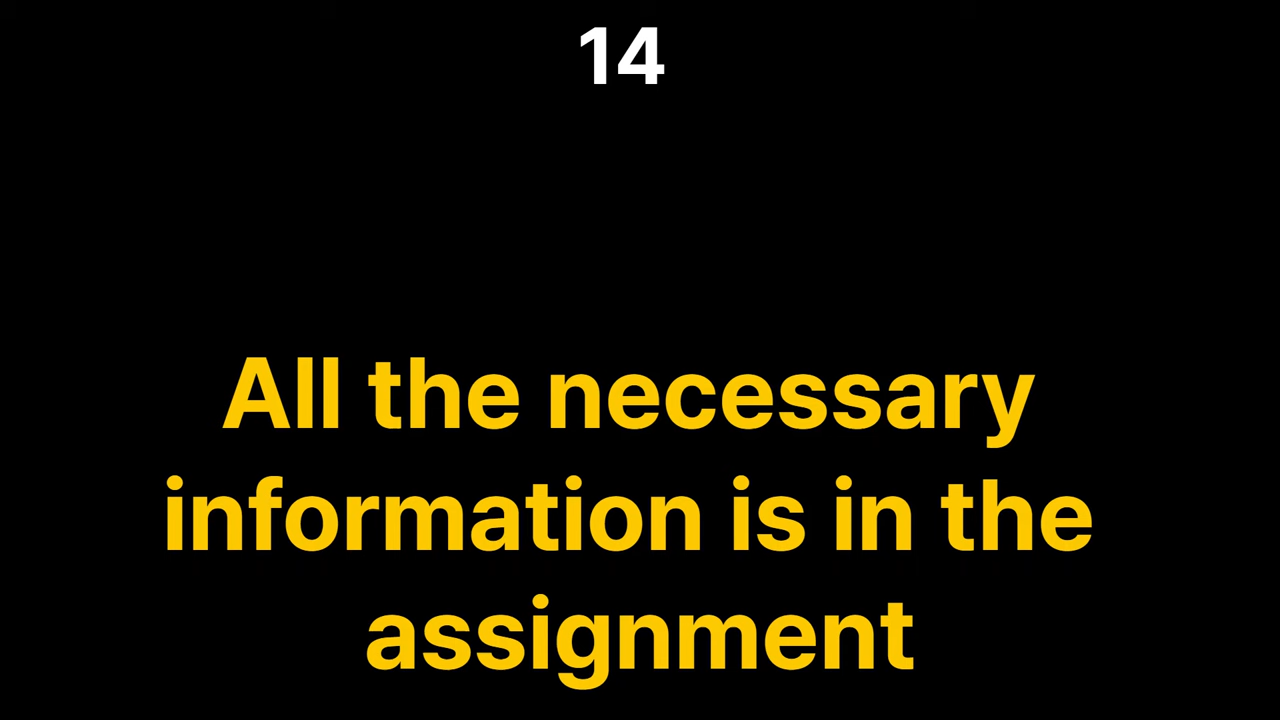 14
All the necessary
information is in the
assignment